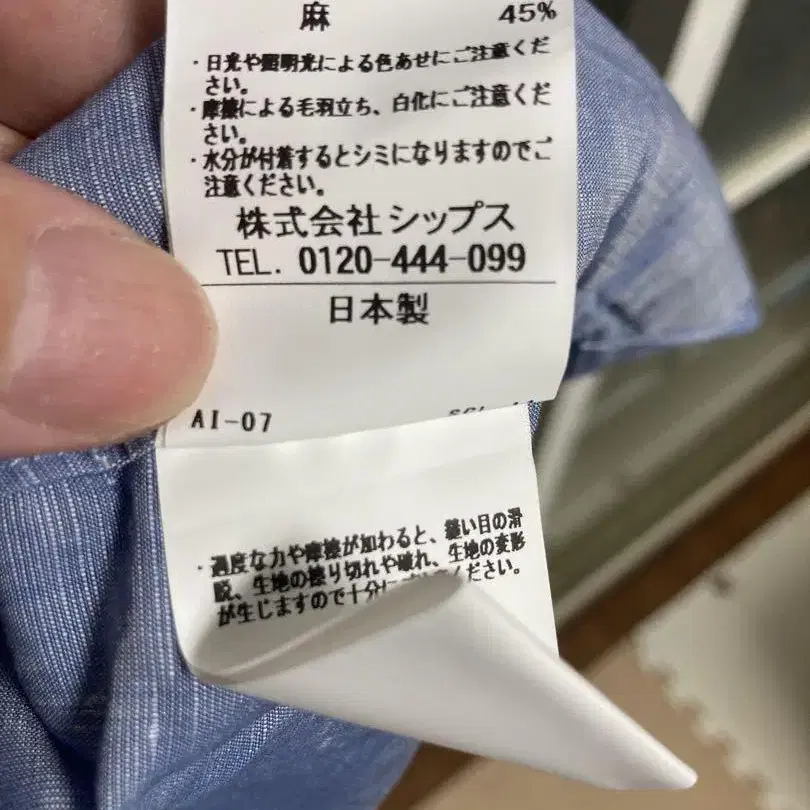 麻 45%
・日光や照明光による色あせにご注意くだ
さい。
・摩擦による毛羽立ち、白化にご注意くだ
さい。
・水分が付着するとシミになりますのでご
注意ください。
株式会社 シップス
TEL. 0120-444-099
日本製
AI-07
・過度な力や摩擦が加わると、縫い目の滑
脱、生地の擦り切れや破れ、生地の変形
が生じますので十分 ください。